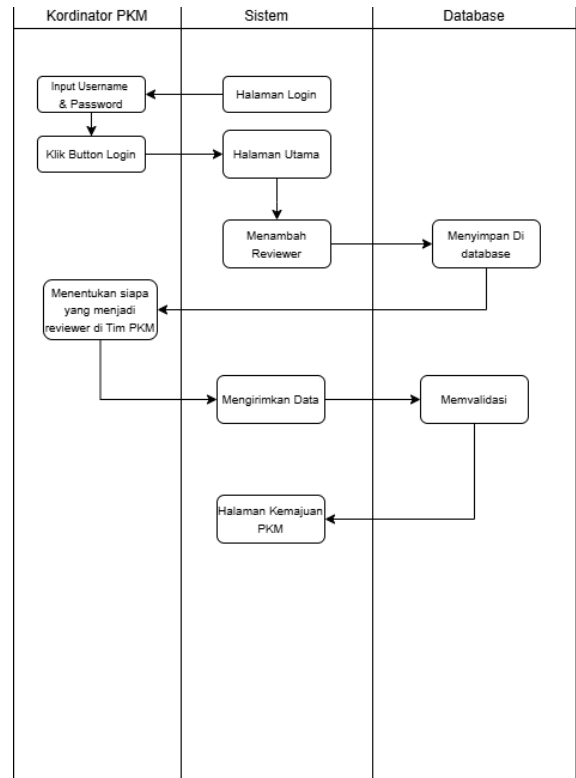 Kordinator PKM
Sistem
Database
Input Username
& Password
Halaman Login
Klik Button Login
Halaman Utama
Menambah
Reviewer
Menyimpan Di
database
Menentukan siapa
yang menjadi
reviewer di Tim PKM
Mengirimkan Data
Memvalidasi
Halaman Kemajuan
PKM